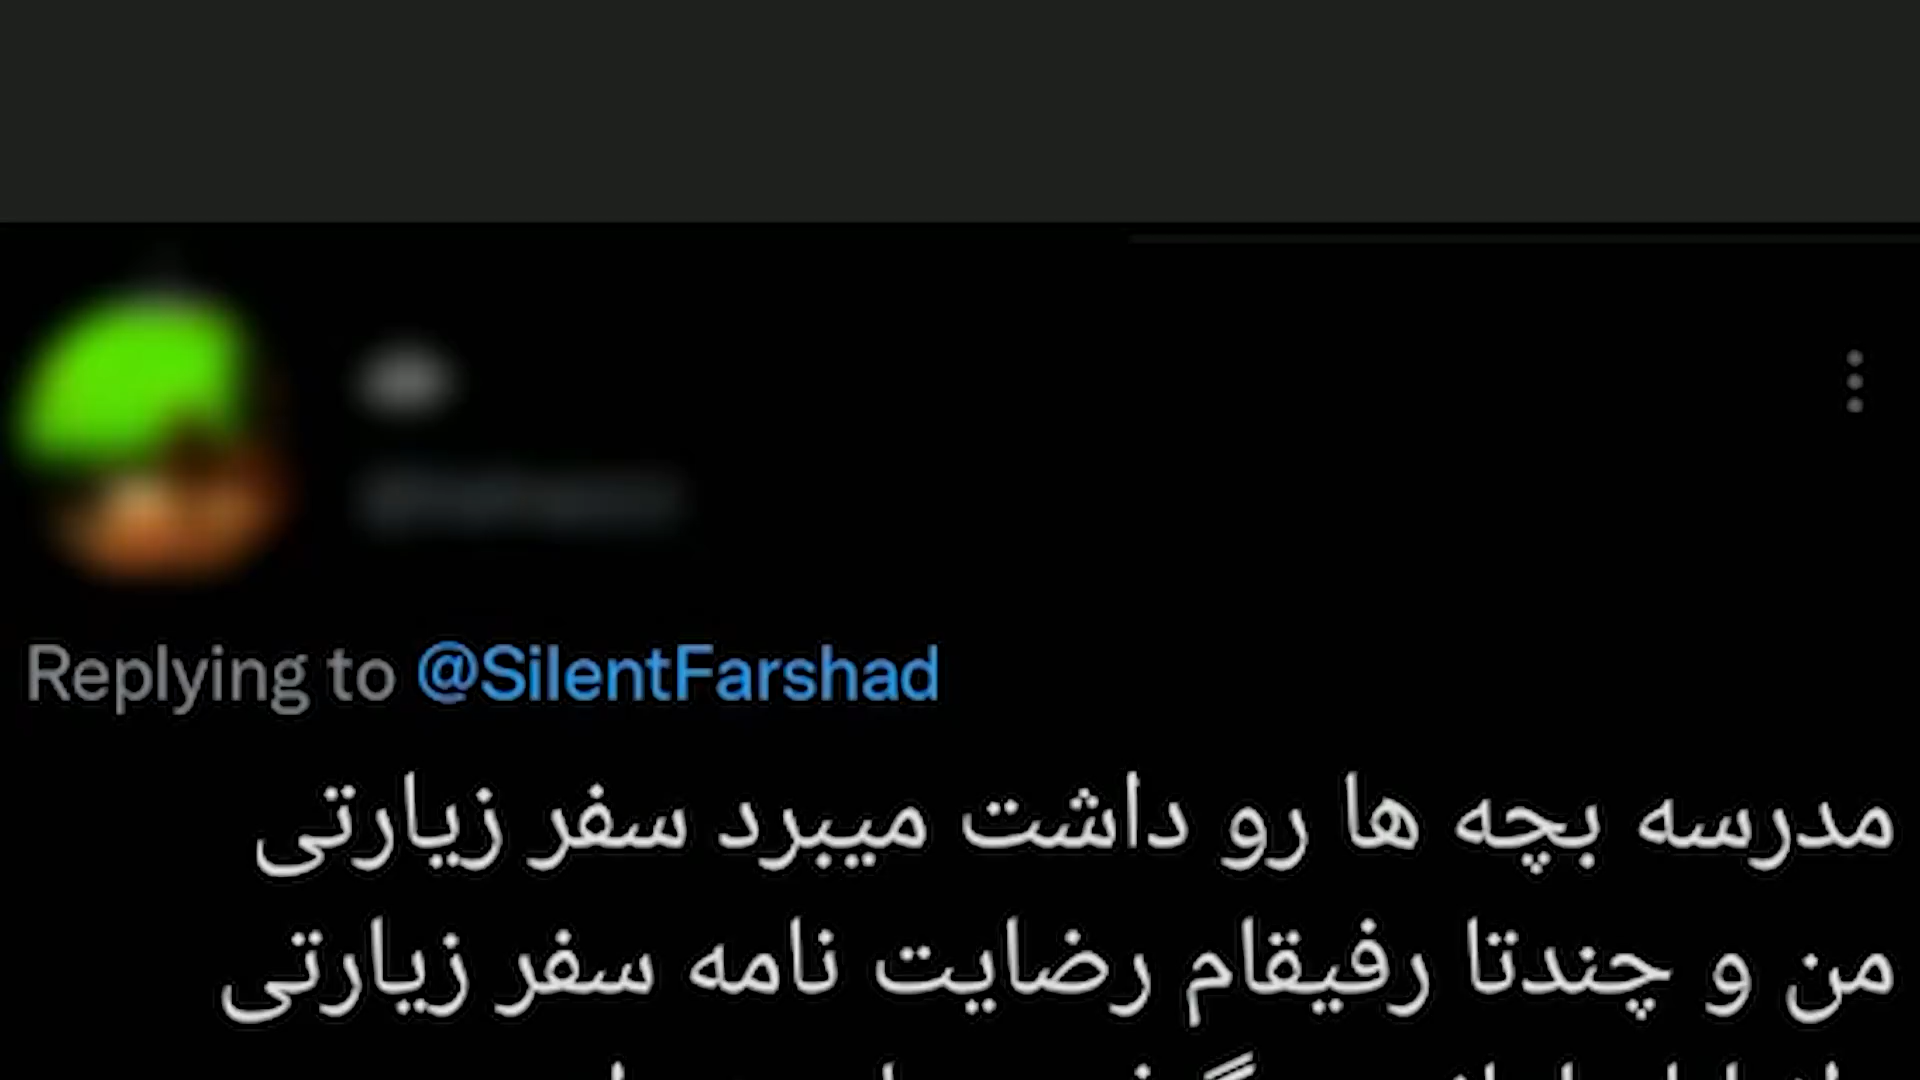 Replying to @SilentFarshad
مدرسه بچه ها رو داشت میبرد سفر زیارتی
من و چندتا رفیقام رضایت نامه سفر زیارتی